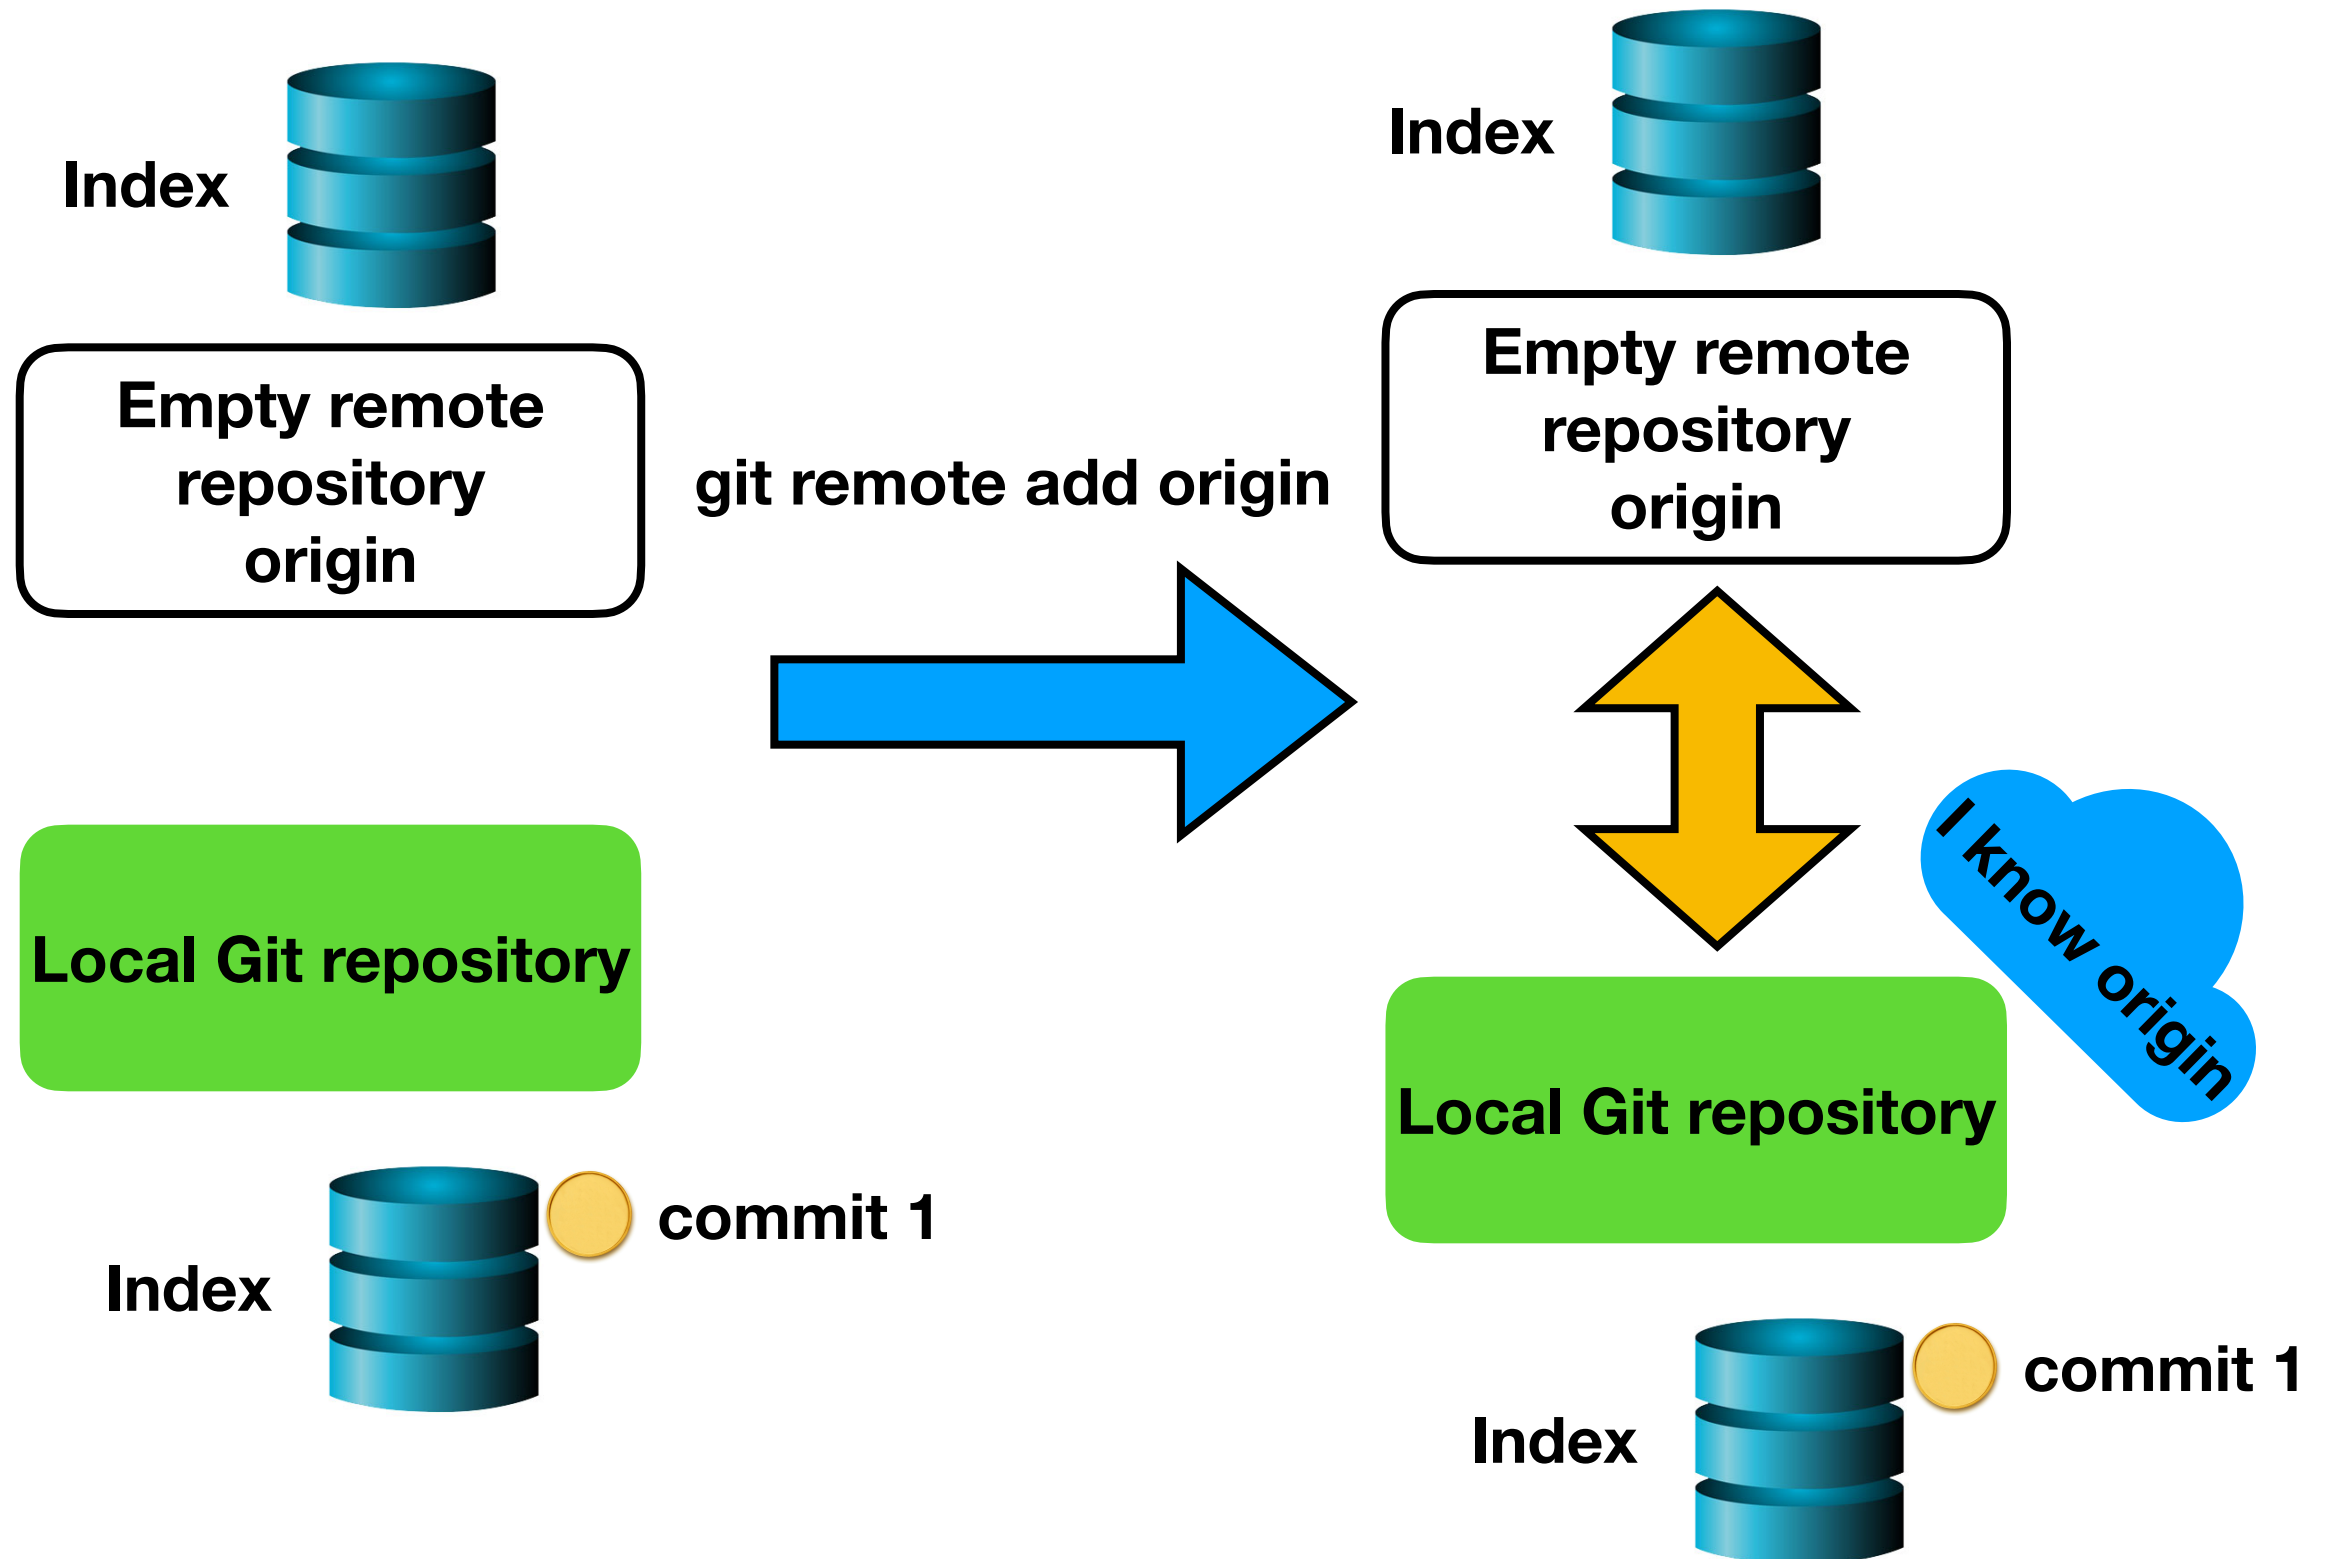 Index
Empty remote
repository
origin
Local Git repository
Index
commit 1
git remote add origin
Index
Empty remote
repository
origin
I know origin
Local Git repository
Index
commit 1